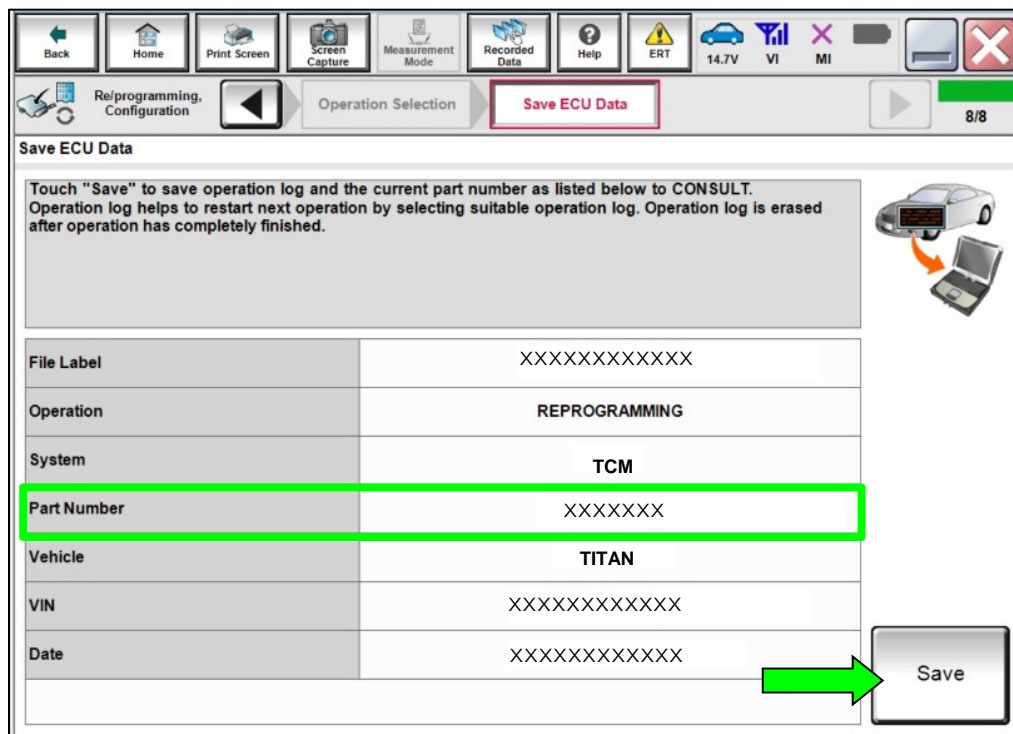 Back
Home
Print Screen
Screen Capture
Measurement Mode
Recorded Data
Help
ERT
14.7V
VI
MI
Re/programming, Configuration
Operation Selection
Save ECU Data
8/8
Save ECU Data
Touch "Save" to save operation log and the current part number as listed below to CONSULT.
Operation log helps to restart next operation by selecting suitable operation log. Operation log is erased
after operation has completely finished.
File Label XXXXXXXXXXXX
Operation REPROGRAMMING
System TCM
Part Number XXXXXXX
Vehicle TITAN
VIN XXXXXXXXXXXX
Date XXXXXXXXXXXX
Save